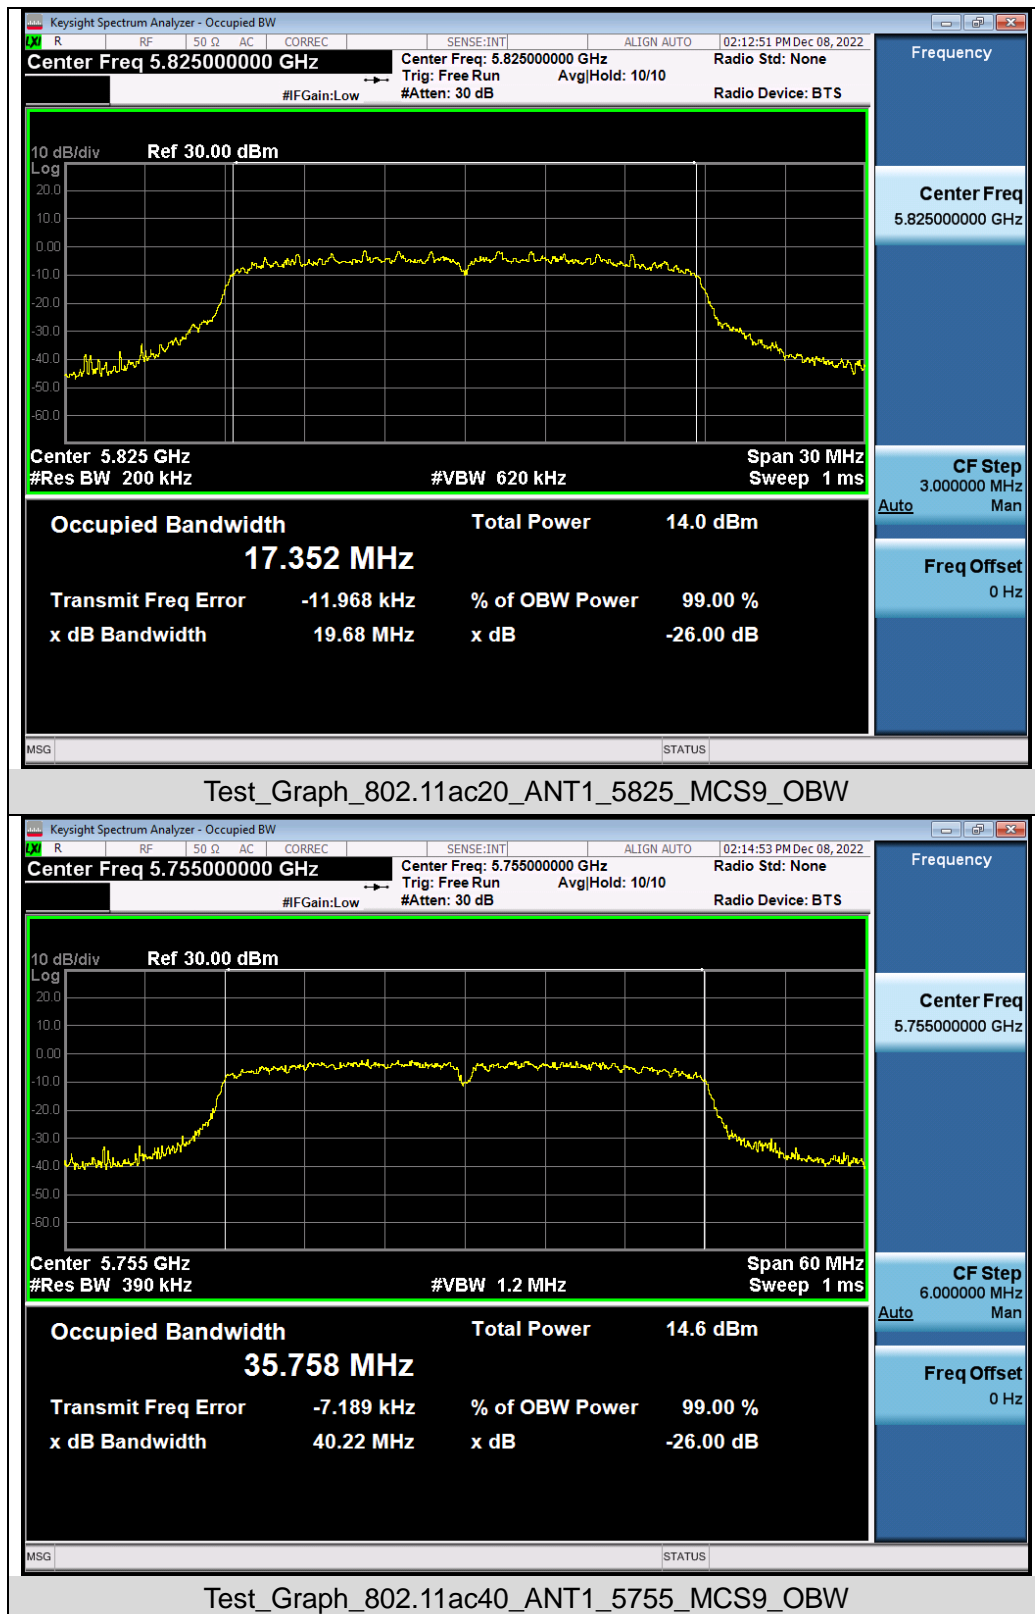 Keysight Spectrum Analyzer - Occupied BW
LXI R RF 50 Ω AC CORREC SENSE:INT ALIGN AUTO 02:12:51 PM Dec 08, 2022
Center Freq 5.825000000 GHz
Center Freq: 5.825000000 GHz
Radio Std: None
Trig: Free Run Avg|Hold: 10/10
#IFGain:Low
#Atten: 30 dB
Radio Device: BTS
Frequency
10 dB/div Ref 30.00 dBm
Log
20.0
10.0
0.00
-10.0
-20.0
-30.0
-40.0
-50.0
-60.0
Center 5.825 GHz
Span 30 MHz
#Res BW 200 kHz
#VBW 620 kHz
Sweep 1 ms
Center Freq
5.825000000 GHz
CF Step
3.000000 MHz
Auto Man
Freq Offset
0 Hz
Occupied Bandwidth
Total Power 14.0 dBm
17.352 MHz
Transmit Freq Error -11.968 kHz
% of OBW Power 99.00 %
x dB Bandwidth 19.68 MHz
x dB -26.00 dB
MSG
STATUS
Test_Graph_802.11ac20_ANT1_5825_MCS9_OBW
Keysight Spectrum Analyzer - Occupied BW
LXI R RF 50 Ω AC CORREC SENSE:INT ALIGN AUTO 02:14:53 PM Dec 08, 2022
Center Freq 5.755000000 GHz
Center Freq: 5.755000000 GHz
Radio Std: None
Trig: Free Run Avg|Hold: 10/10
#IFGain:Low
#Atten: 30 dB
Radio Device: BTS
Frequency
10 dB/div Ref 30.00 dBm
Log
20.0
10.0
0.00
-10.0
-20.0
-30.0
-40.0
-50.0
-60.0
Center 5.755 GHz
Span 60 MHz
#Res BW 390 kHz
#VBW 1.2 MHz
Sweep 1 ms
Center Freq
5.755000000 GHz
CF Step
6.000000 MHz
Auto Man
Freq Offset
0 Hz
Occupied Bandwidth
Total Power 14.6 dBm
35.758 MHz
Transmit Freq Error -7.189 kHz
% of OBW Power 99.00 %
x dB Bandwidth 40.22 MHz
x dB -26.00 dB
MSG
STATUS
Test_Graph_802.11ac40_ANT1_5755_MCS9_OBW